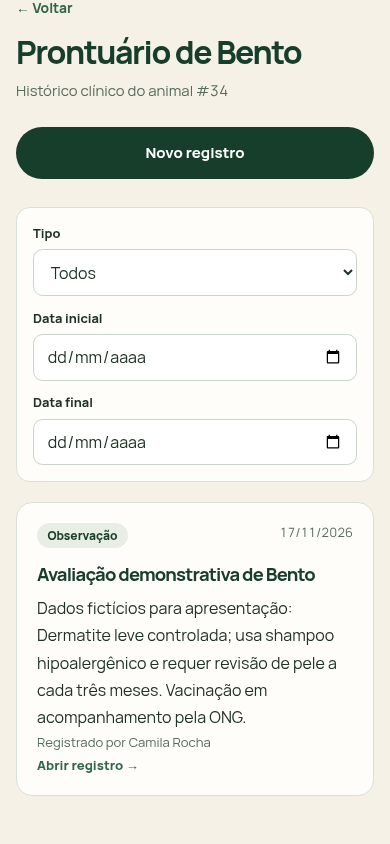 ← Voltar
Prontuário de Bento
Histórico clínico do animal #34
Novo registro
Tipo
Todos
Data inicial
dd/mm/aaaa
Data final
dd/mm/aaaa
Observação
17/11/2026
Avaliação demonstrativa de Bento
Dados fictícios para apresentação:
Dermatite leve controlada; usa shampoo
hipoalergênico e requer revisão de pele a
cada três meses. Vacinação em
acompanhamento pela ONG.
Registrado por Camila Rocha
Abrir registro →